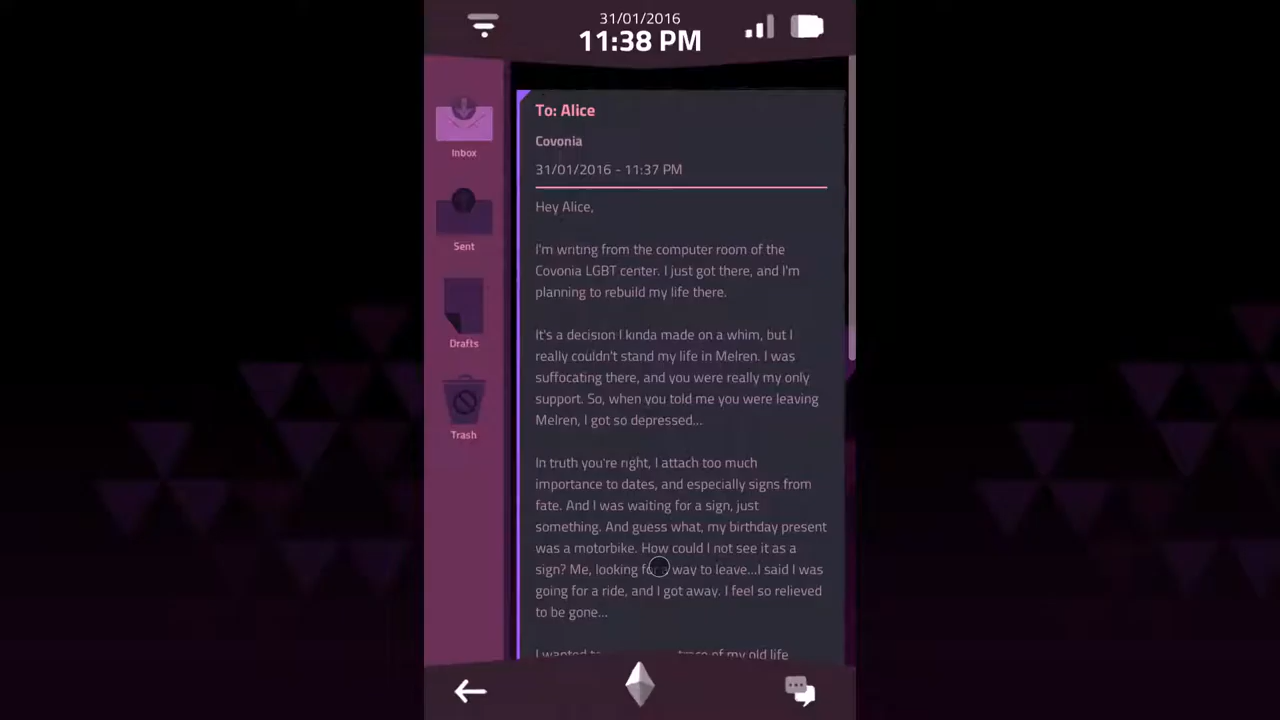 31/01/2016
11:38 PM
Inbox
Sent
Drafts
Trash
To: Alice
Covonia
31/01/2016 - 11:37 PM
Hey Alice,
I'm writing from the computer room of the
Covonia LGBT center. I just got there, and I'm
planning to rebuild my life there.
It's a decision I kinda made on a whim, but I
really couldn't stand my life in Melren. I was
suffocating there, and you were really my only
support. So, when you told me you were leaving
Melren, I got so depressed...
In truth you're right, I attach too much
importance to dates, and especially signs from
fate. And I was waiting for a sign, just
something. And guess what, my birthday present
was a motorbike. How could I not see it as a
sign? Me, looking for a way to leave...I said I was
going for a ride, and I got away. I feel so relieved
to be gone...
I wanted of my old life